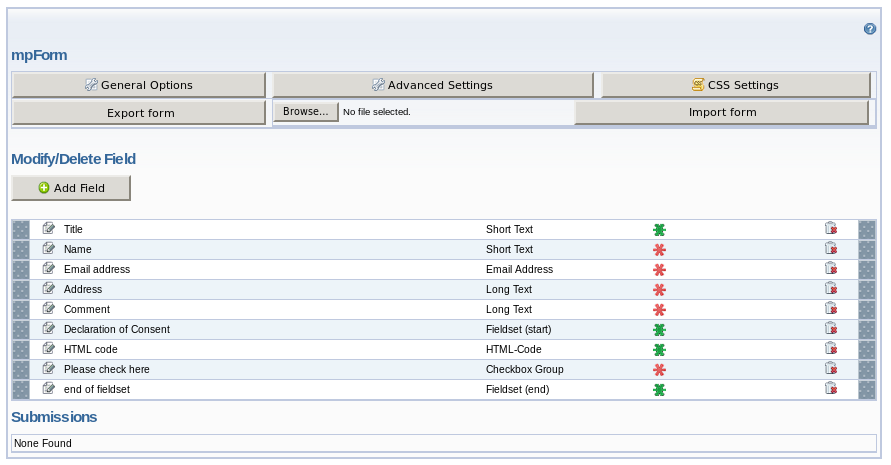 mpForm
General Options Advanced Settings CSS Settings
Export form Browse... No file selected. Import form
Modify/Delete Field
Add Field
Title Short Text
Name Short Text
Email address Email Address
Address Long Text
Comment Long Text
Declaration of Consent Fieldset (start)
HTML code HTML-Code
Please check here Checkbox Group
end of fieldset Fieldset (end)
Submissions
None Found